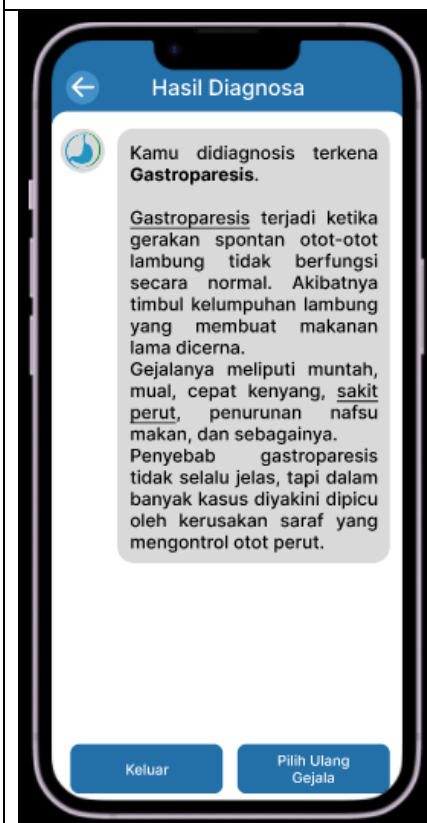 Hasil Diagnosa
Kamu didiagnosis terkena
Gastroparesis.
Gastroparesis terjadi ketika
gerakan spontan otot-otot
lambung tidak berfungsi
secara normal. Akibatnya
timbul kelumpuhan lambung
yang membuat makanan
lama dicerna.
Gejalanya meliputi muntah,
mual, cepat kenyang, sakit
perut, penurunan nafsu
makan, dan sebagainya.
Penyebab gastroparesis
tidak selalu jelas, tapi dalam
banyak kasus diyakini dipicu
oleh kerusakan saraf yang
mengontrol otot perut.
Keluar
Pilih Ulang
Gejala